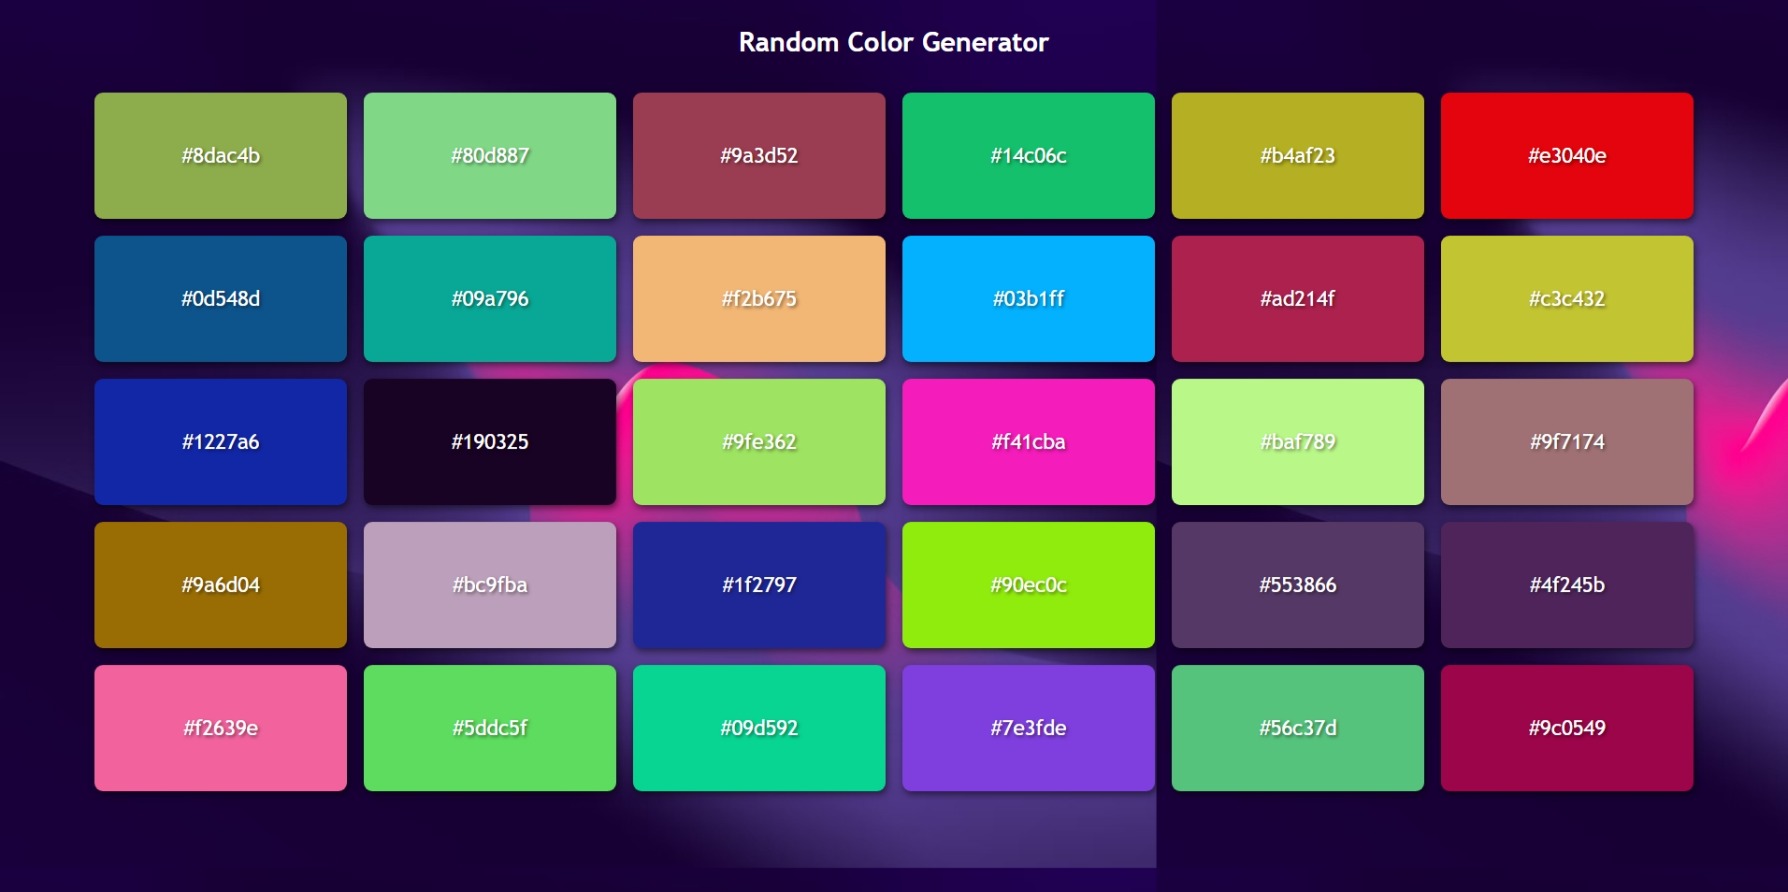 Random Color Generator
#8dac4b #80d887 #9a3d52 #14c06c #b4af23 #e3040e
#0d548d #09a796 #f2b675 #03b1ff #ad214f #c3c432
#1227a6 #190325 #9fe362 #f41cba #baf789 #9f7174
#9a6d04 #bc9fba #1f2797 #90ec0c #553866 #4f245b
#f2639e #5ddc5f #09d592 #7e3fde #56c37d #9c0549